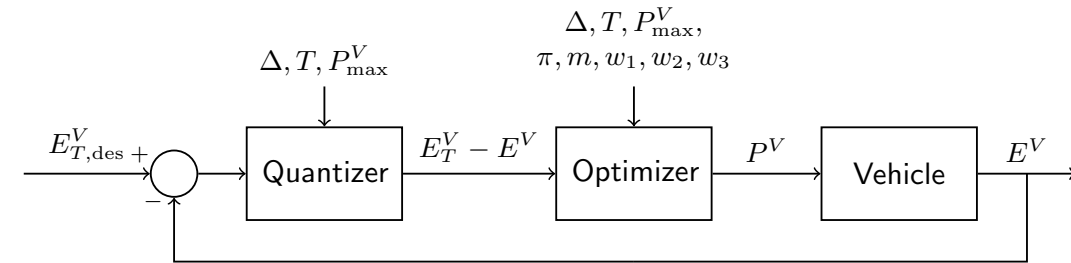 Δ, T, P^V_max
Δ, T, P^V_max,
π, m, w_1, w_2, w_3
E^V_{T,des} +
−
Quantizer
E^V_T − E^V
Optimizer
P^V
Vehicle
E^V